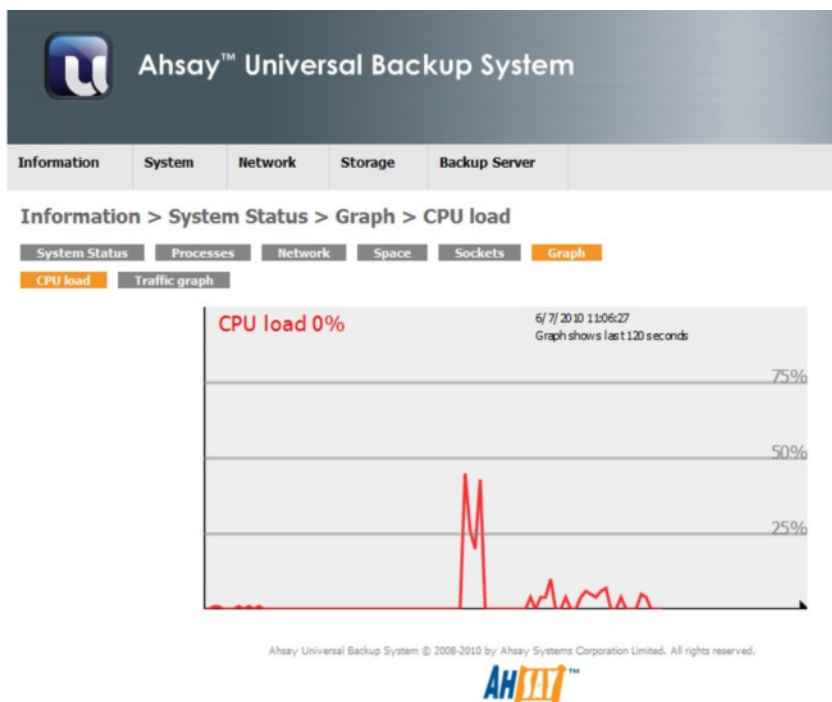 Ahsay™ Universal Backup System
Information System Network Storage Backup Server
Information > System Status > Graph > CPU load
System Status Processes Network Space Sockets Graph
CPU load Traffic graph
CPU load 0%
6/7/2010 11:06:27
Graph shows last 120 seconds
75%
50%
25%
Ahsay Universal Backup System © 2008-2010 by Ahsay Systems Corporation Limited. All rights reserved.
AHSAY™